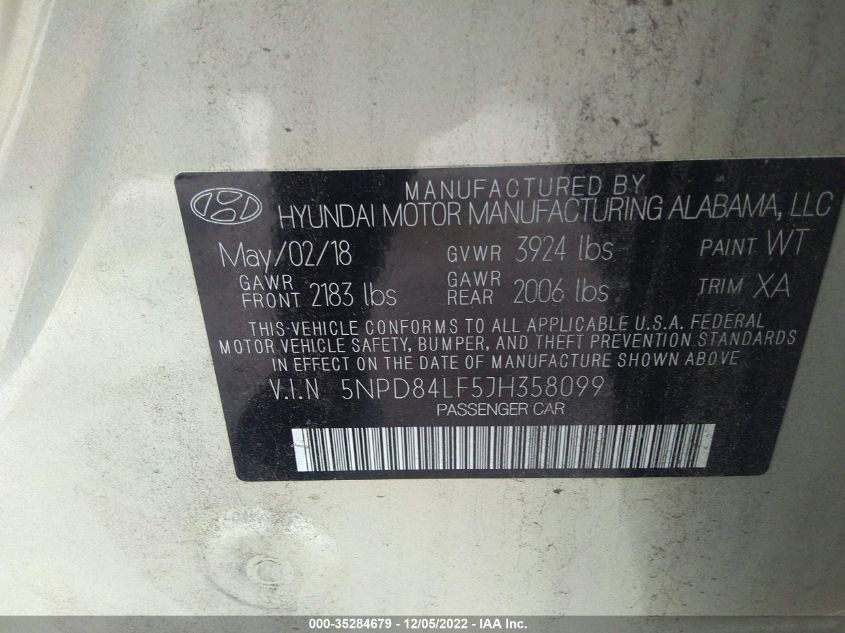 MANUFACTURED BY
HYUNDAI MOTOR MANUFACTURING ALABAMA, LLC
May/02/18 GVWR 3924 lbs PAINT WT
GAWR FRONT 2183 lbs GAWR REAR 2006 lbs TRIM XA
THIS VEHICLE CONFORMS TO ALL APPLICABLE U.S.A. FEDERAL
MOTOR VEHICLE SAFETY, BUMPER, AND THEFT PREVENTION STANDARDS
IN EFFECT ON THE DATE OF MANUFACTURE SHOWN ABOVE
V.I.N 5NPD84LF5JH358099
PASSENGER CAR
000-35284679 - 12/05/2022 - IAA Inc.